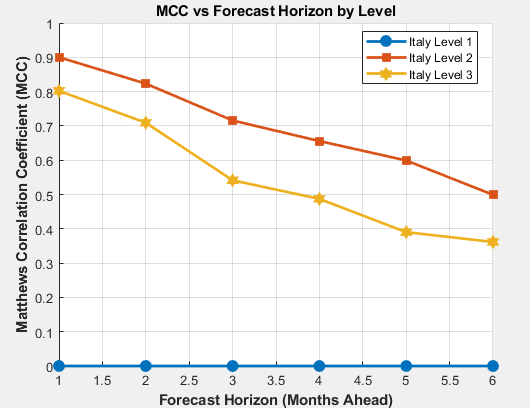 MCC vs Forecast Horizon by Level
Italy Level 1
Italy Level 2
Italy Level 3
Matthews Correlation Coefficient (MCC)
1
0.9
0.8
0.7
0.6
0.5
0.4
0.3
0.2
0.1
0
1 1.5 2 2.5 3 3.5 4 4.5 5 5.5 6
Forecast Horizon (Months Ahead)